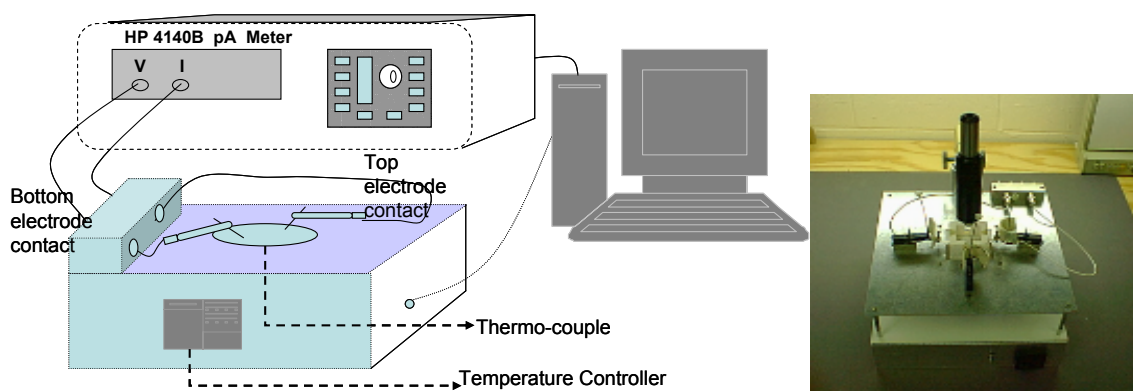 HP 4140B pA Meter
V I
Top
electrode
contact
Bottom
electrode
contact
Thermo-couple
Temperature Controller